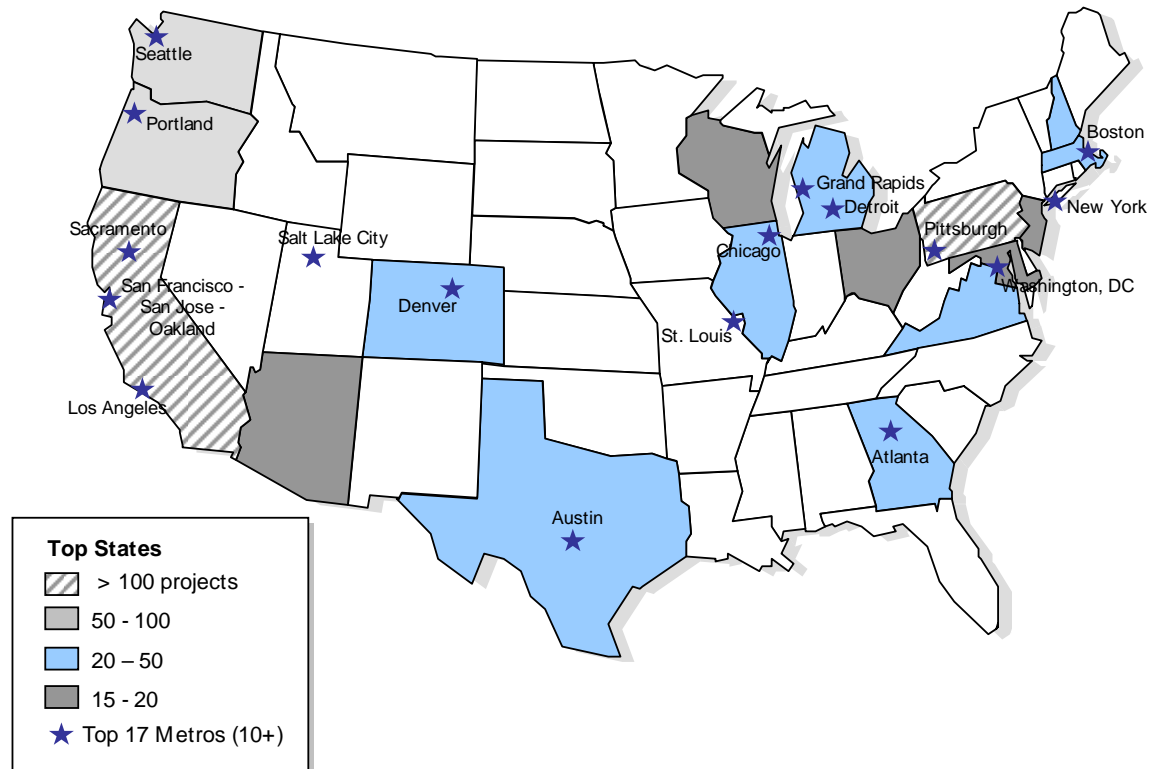 Seattle
Portland
Boston
Grand Rapids
Detroit
New York
Sacramento
Salt Lake City
Pittsburgh
Chicago
San Francisco -
San Jose -
Oakland
Washington, DC
Denver
St. Louis
Los Angeles
Atlanta
Austin
Top States
> 100 projects
50 - 100
20 – 50
15 - 20
Top 17 Metros (10+)